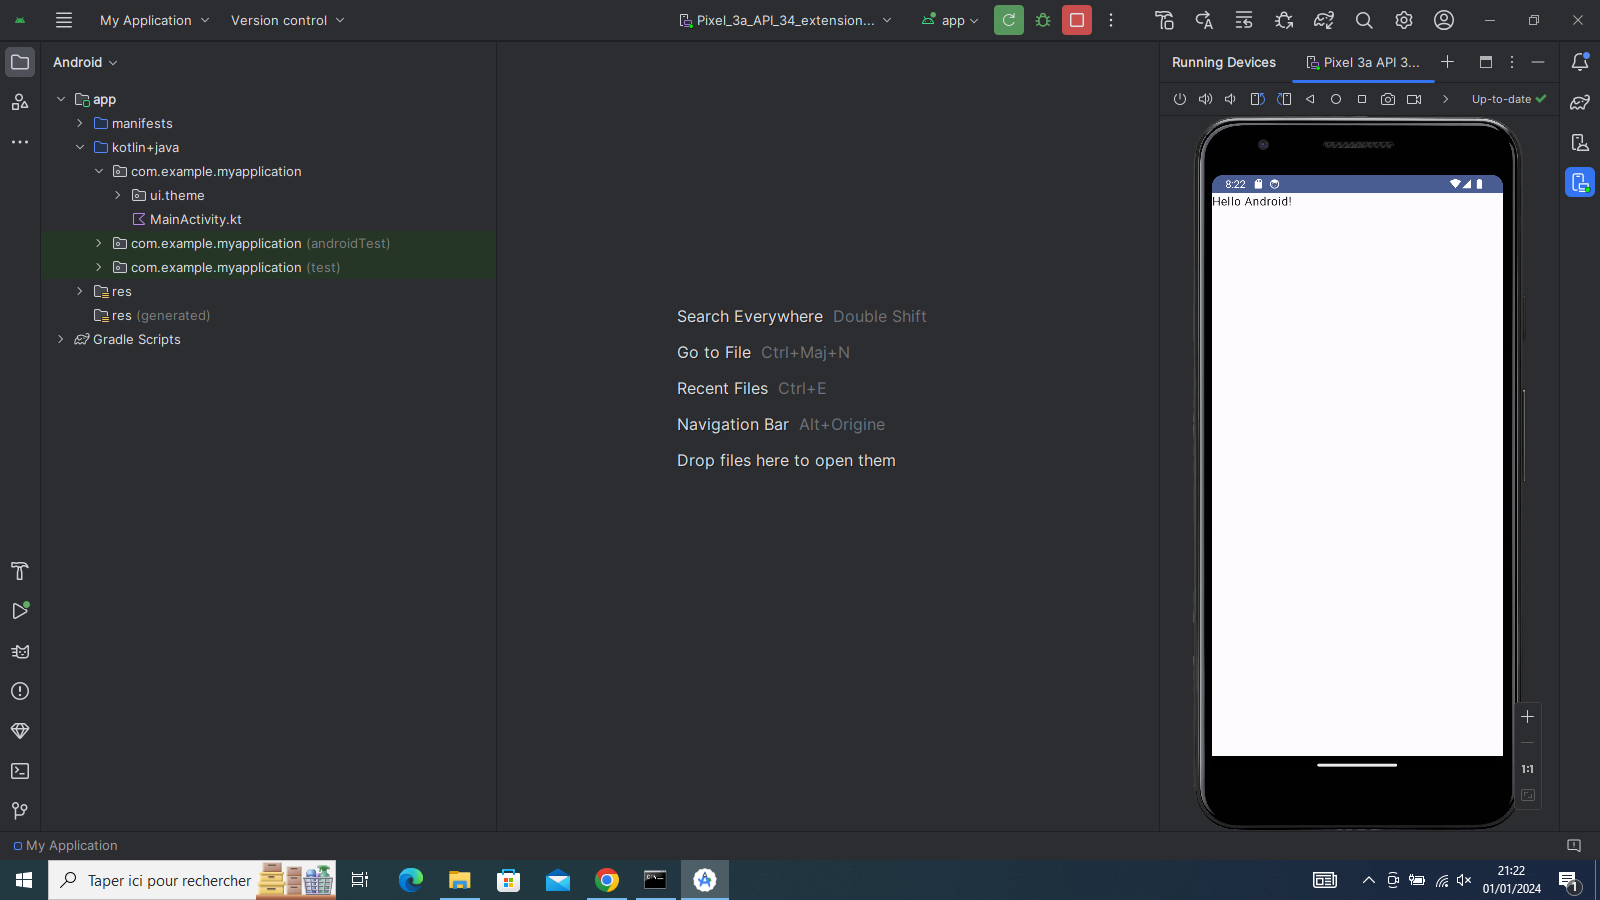 My Application
Version control
Pixel_3a_API_34_extension...
app
Android
Running Devices
Pixel 3a API 3...
Up-to-date
app
manifests
kotlin+java
com.example.myapplication
ui.theme
MainActivity.kt
com.example.myapplication (androidTest)
com.example.myapplication (test)
res
res (generated)
Gradle Scripts
Search Everywhere Double Shift
Go to File Ctrl+Maj+N
Recent Files Ctrl+E
Navigation Bar Alt+Origine
Drop files here to open them
8:22
Hello Android!
1:1
My Application
Taper ici pour rechercher
21:22
01/01/2024
1